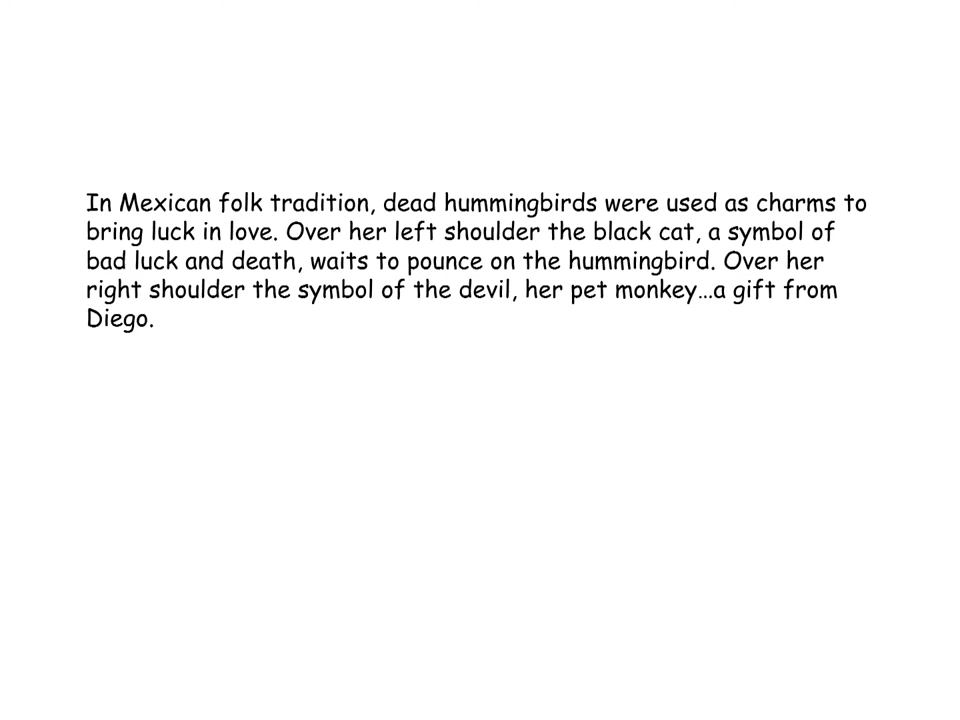 In Mexican folk tradition, dead hummingbirds were used as charms to
bring luck in love. Over her left shoulder the black cat, a symbol of
bad luck and death, waits to pounce on the hummingbird. Over her
right shoulder the symbol of the devil, her pet monkey…a gift from
Diego.